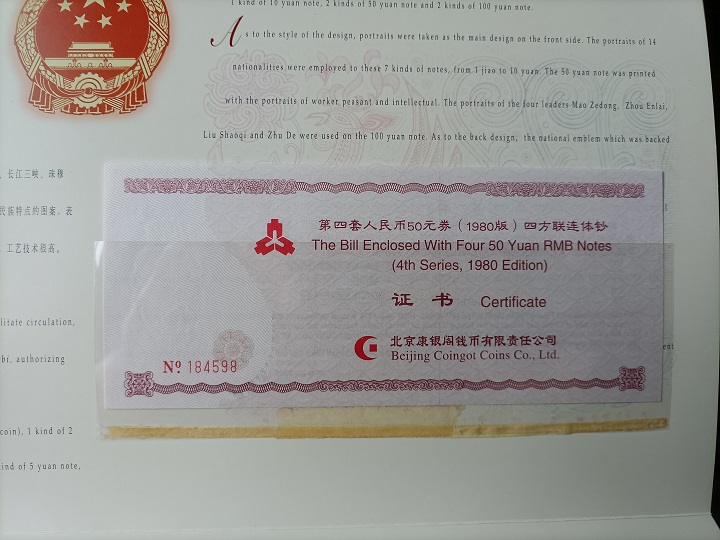 1 kind of 10 yuan note, 2 kinds of 50 yuan note and 2 kinds of 100 yuan note.
As to the style of the design, portraits were taken as the main design on the front side. The portraits of 14
nationalities were employed to these 7 kinds of notes, from 1 jiao to 10 yuan. The 50 yuan note was printed
with the portraits of worker peasant and intellectual. The portraits of the four leaders Mao Zedong, Zhou Enlai,
Liu Shaoqi and Zhu De were used on the 100 yuan note. As to the back design, the national emblem which was backed
长江三峡、珠穆
民族特点的图案。表
工艺技术很高。
litate circulation,
bi, authorizing
coin), 1 kind of 2
ind of 5 yuan note,
第四套人民币50元券（1980版）四方联连体钞
The Bill Enclosed With Four 50 Yuan RMB Notes
(4th Series, 1980 Edition)
证书 Certificate
北京康银阁钱币有限责任公司
Beijing Coingot Coins Co., Ltd.
Nº 184598